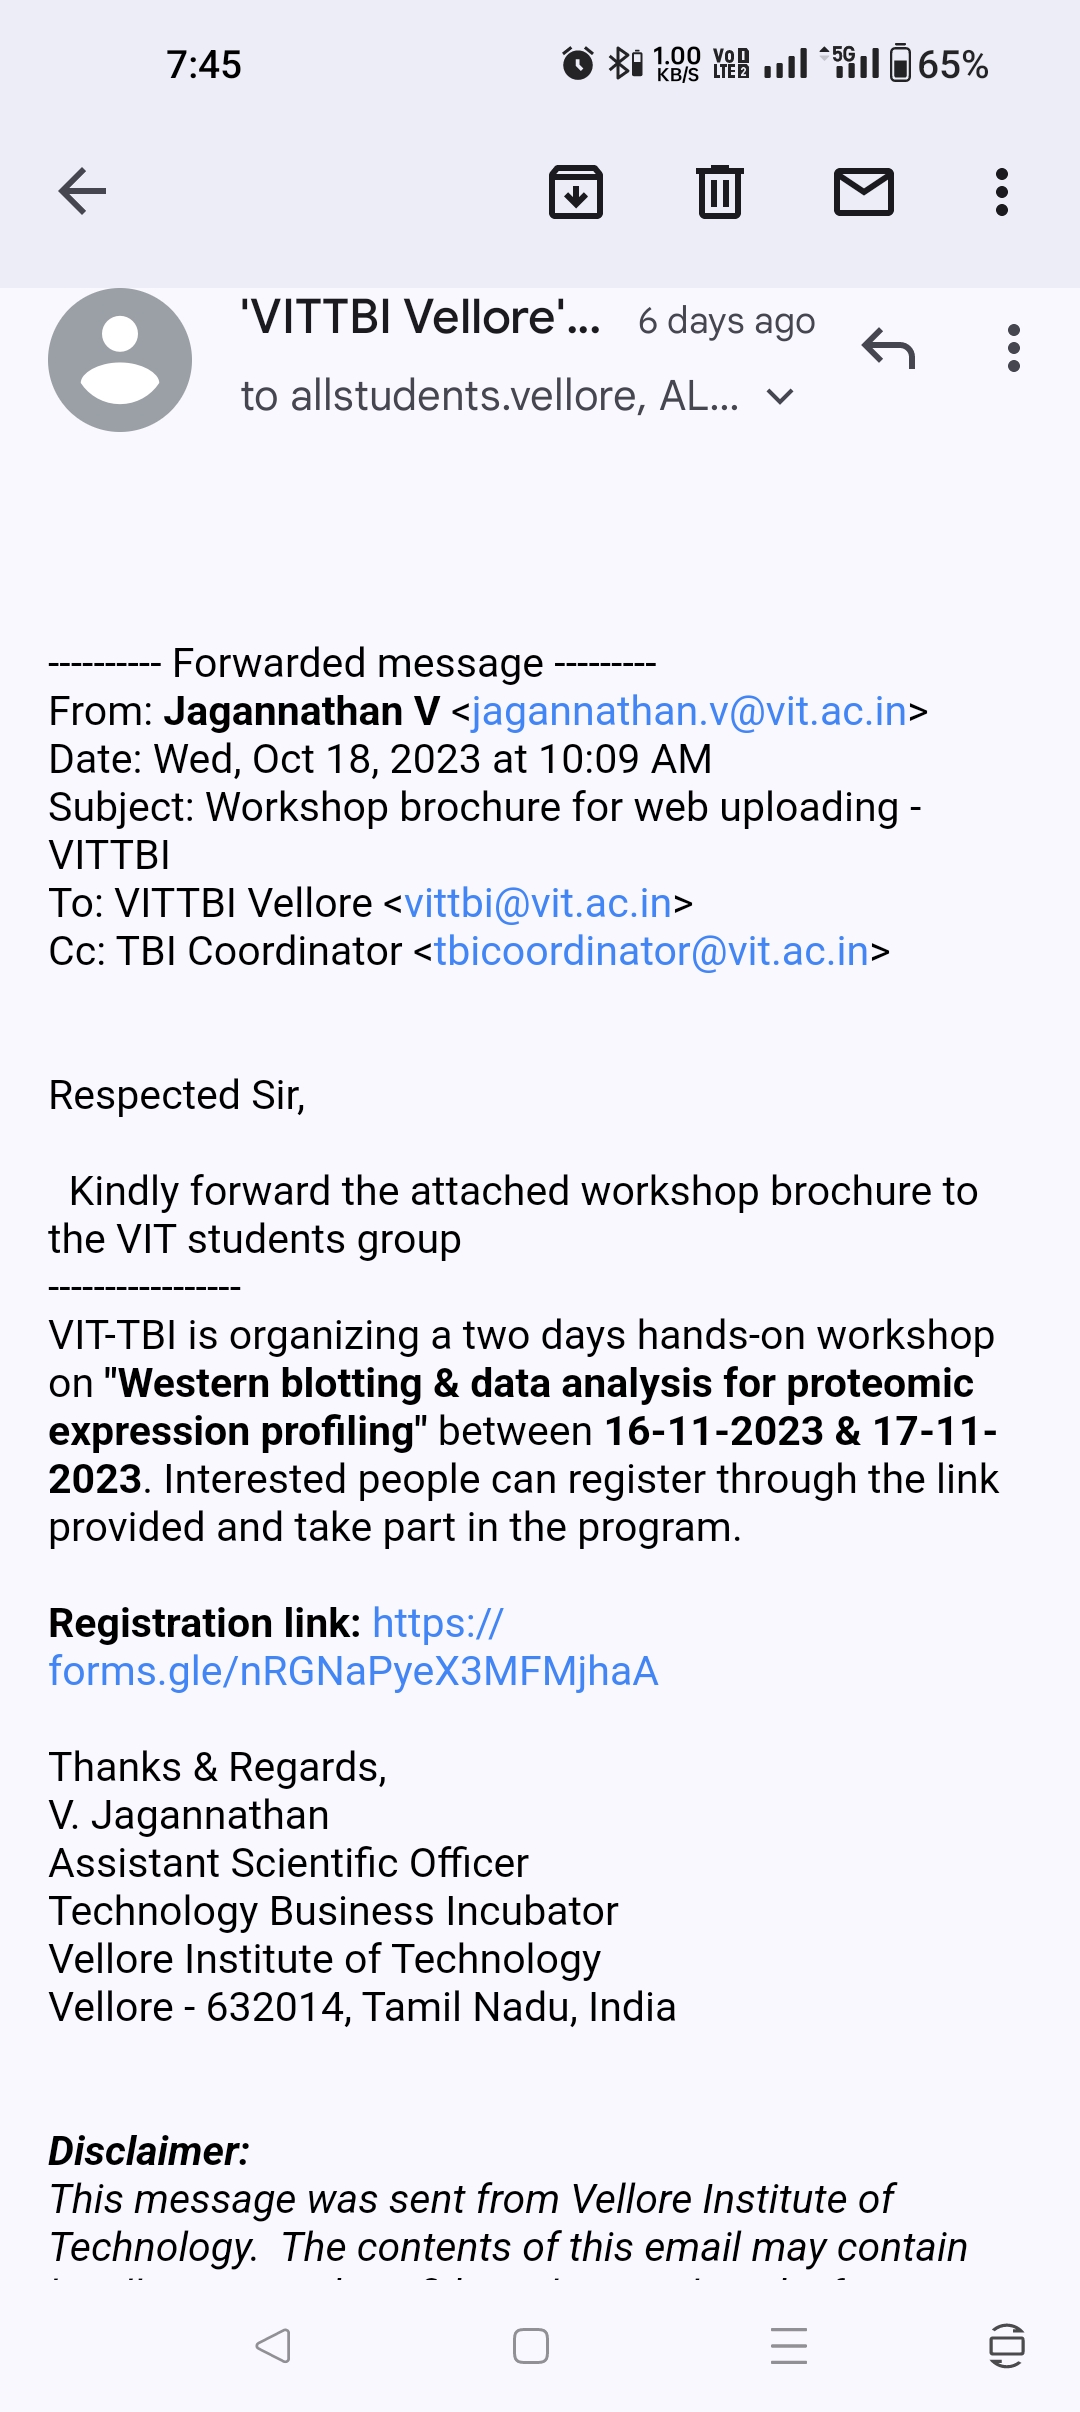 7:45
1.00 KB/S
VoD LTE 2
5G
65%
'VITTBI Vellore'... 6 days ago
to allstudents.vellore, AL...
---------- Forwarded message ---------
From: Jagannathan V <jagannathan.v@vit.ac.in>
Date: Wed, Oct 18, 2023 at 10:09 AM
Subject: Workshop brochure for web uploading -
VITTBI
To: VITTBI Vellore <vittbi@vit.ac.in>
Cc: TBI Coordinator <tbicoordinator@vit.ac.in>
Respected Sir,
Kindly forward the attached workshop brochure to
the VIT students group
-----------------
VIT-TBI is organizing a two days hands-on workshop
on "Western blotting & data analysis for proteomic
expression profiling" between 16-11-2023 & 17-11-
2023. Interested people can register through the link
provided and take part in the program.
Registration link: https://
forms.gle/nRGNaPyeX3MFMjhaA
Thanks & Regards,
V. Jagannathan
Assistant Scientific Officer
Technology Business Incubator
Vellore Institute of Technology
Vellore - 632014, Tamil Nadu, India
Disclaimer:
This message was sent from Vellore Institute of
Technology.  The contents of this email may contain